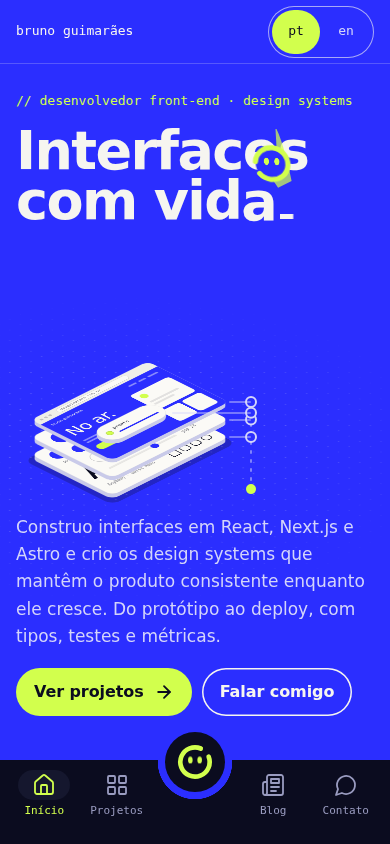 bruno guimarães
pt
en
// desenvolvedor front-end · design systems
Interfaces
com vida
No ar.
Construo interfaces em React, Next.js e
Astro e crio os design systems que
mantêm o produto consistente enquanto
ele cresce. Do protótipo ao deploy, com
tipos, testes e métricas.
Ver projetos
Falar comigo
Início
Projetos
Blog
Contato